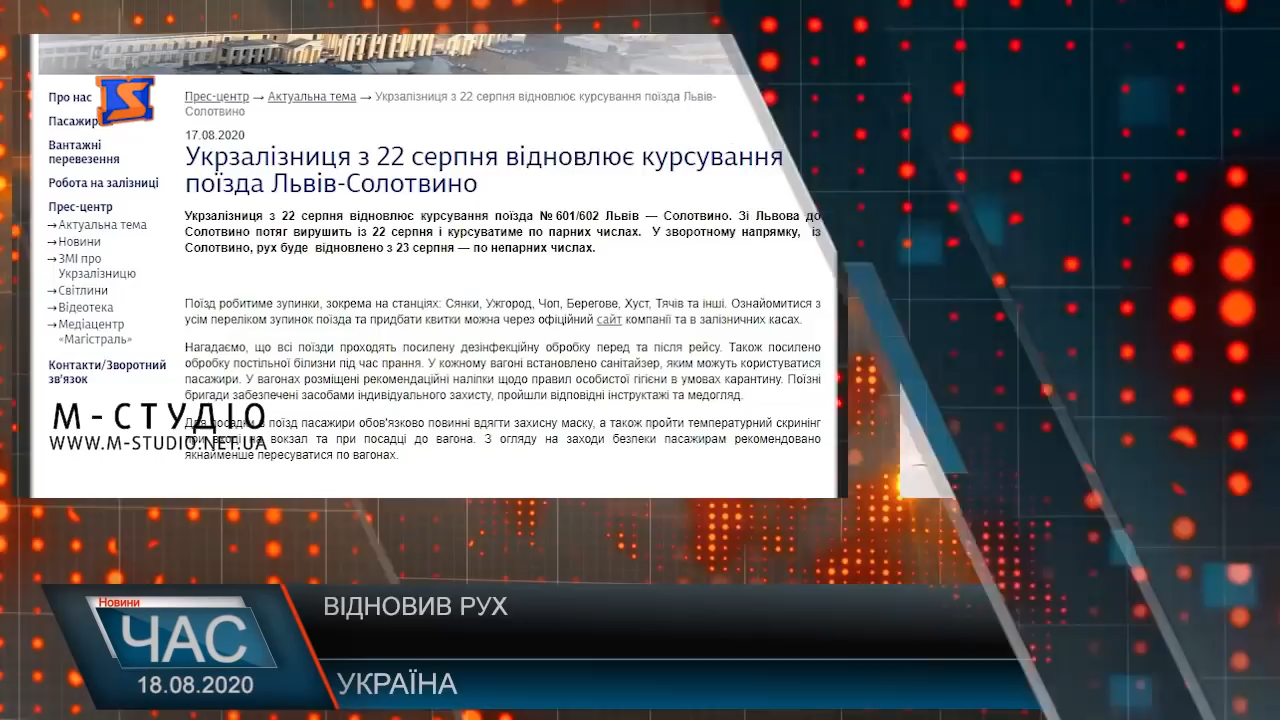 Про нас
Пасажир
Вантажні
перевезення
Робота на залізниці
Прес-центр
→Актуальна тема
→Новини
→ЗМІ про
Укрзалізницю
→Світлини
→Відеотека
→Медіацентр
«Магістраль»
Контакти/Зворотний
зв'язок
Прес-центр → Актуальна тема → Укрзалізниця з 22 серпня відновлює курсування поїзда Львів-
Солотвино
17.08.2020
Укрзалізниця з 22 серпня відновлює курсування
поїзда Львів-Солотвино
Укрзалізниця з 22 серпня відновлює курсування поїзда №601/602 Львів — Солотвино. Зі Львова до
Солотвино потяг вирушить із 22 серпня і курсуватиме по парних числах. У зворотному напрямку, із
Солотвино, рух буде відновлено з 23 серпня — по непарних числах.
Поїзд робитиме зупинки, зокрема на станціях: Сянки, Ужгород, Чоп, Берегове, Хуст, Тячів та інші. Ознайомитися з
усім переліком зупинок поїзда та придбати квитки можна через офіційний сайт компанії та в залізничних касах.
Нагадаємо, що всі поїзди проходять посилену дезінфекційну обробку перед та після рейсу. Також посилено
обробку постільної білизни під час прання. У кожному вагоні встановлено санітайзер, яким можуть користуватися
пасажири. У вагонах розміщені рекомендаційні наліпки щодо правил особистої гігієни в умовах карантину. Поїзні
бригади забезпечені засобами індивідуального захисту, пройшли відповідні інструктажі та медогляд.
поїзд пасажири обов'язково повинні вдягти захисну маску, а також пройти температурний скринінг
вокзал та при посадці до вагона. З огляду на заходи безпеки пасажирам рекомендовано
якнайменше пересуватися по вагонах.
М-СТУДІО
WWW.M-STUDIO.NET.UA
Новини
ЧАС
18.08.2020
ВІДНОВИВ РУХ
УКРАЇНА